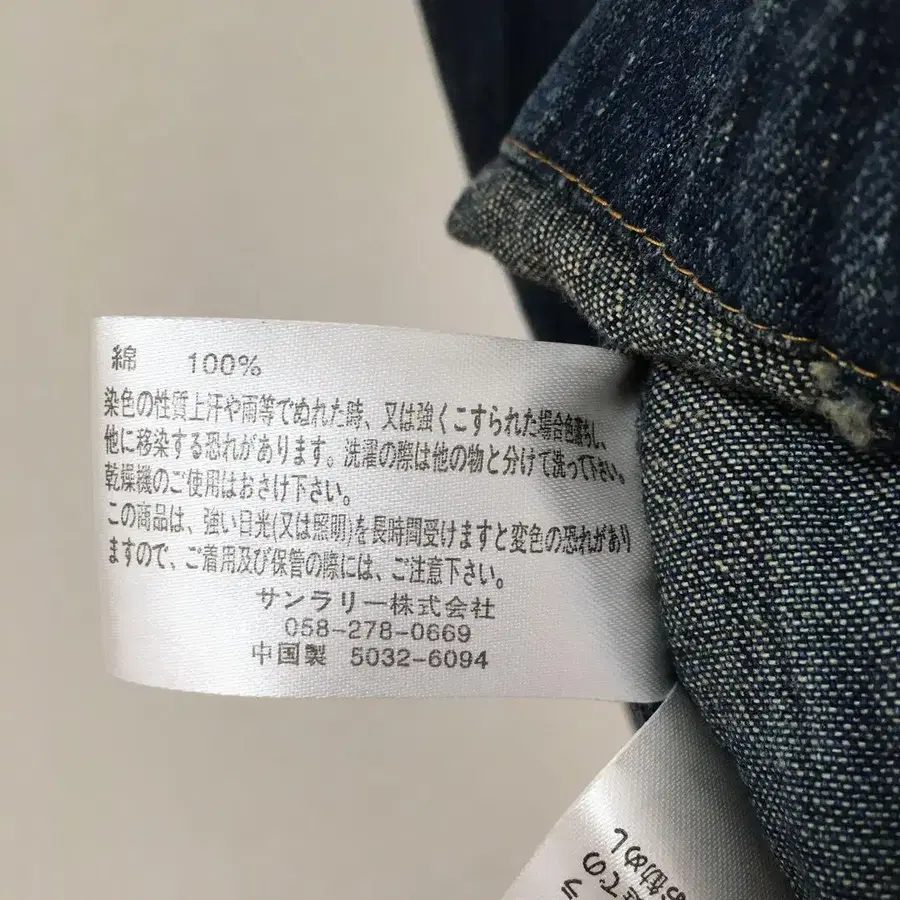 綿 100%
染色の性質上汗や雨等でぬれた時、又は強くこすられた場合色落ちし、
他に移染する恐れがあります。洗濯の際は他の物と分けて洗って下さい。
乾燥機のご使用はおさけ下さい。
この商品は、強い日光(又は照明)を長時間受けますと変色の恐れがあり
ますので、ご着用及び保管の際には、ご注意下さい。
サンラリー株式会社
058-278-0669
中国製 5032-6094
お勧めし
での